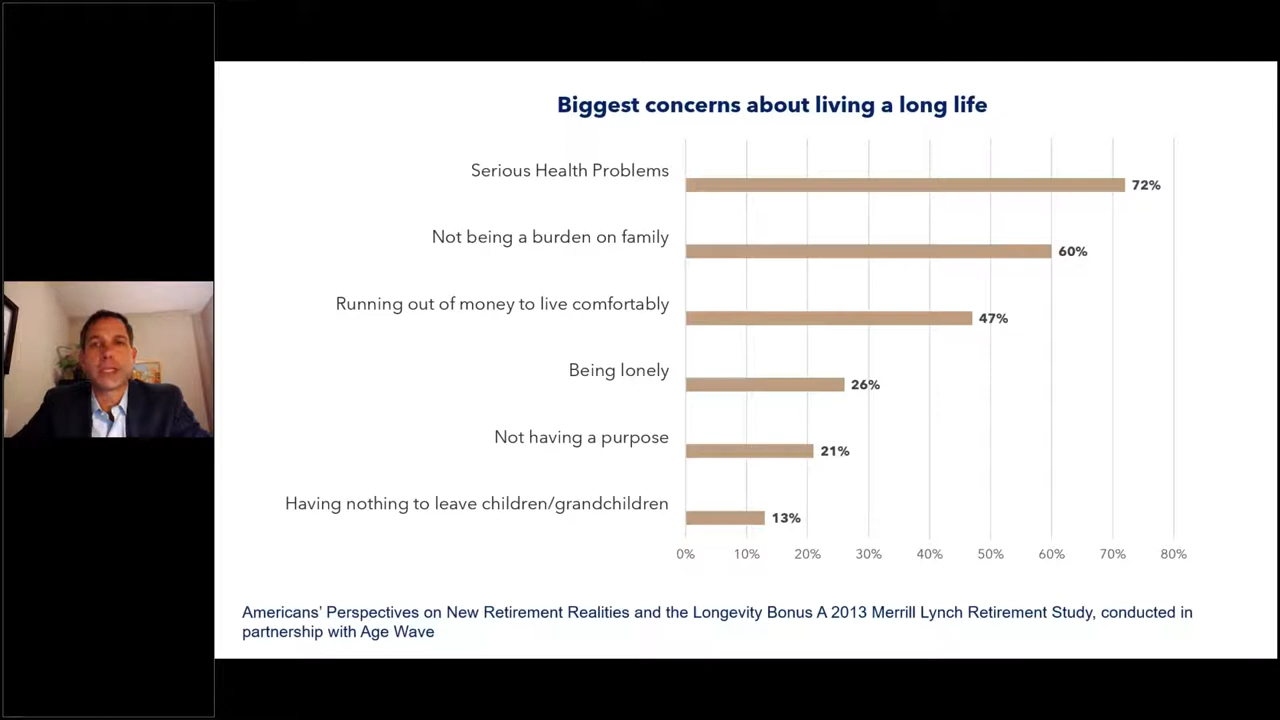 Biggest concerns about living a long life
Serious Health Problems
72%
Not being a burden on family
60%
Running out of money to live comfortably
47%
Being lonely
26%
Not having a purpose
21%
Having nothing to leave children/grandchildren
13%
0% 10% 20% 30% 40% 50% 60% 70% 80%
Americans’ Perspectives on New Retirement Realities and the Longevity Bonus A 2013 Merrill Lynch Retirement Study, conducted in
partnership with Age Wave